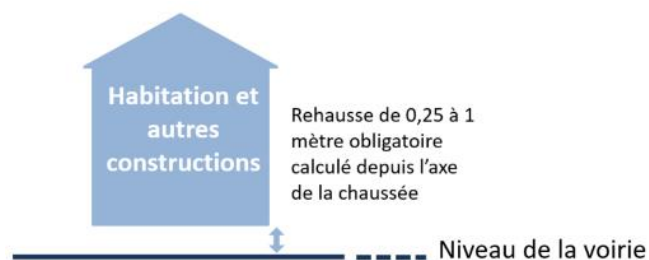 Habitation et
autres
constructions
Rehausse de 0,25 à 1
mètre obligatoire
calculé depuis l'axe
de la chaussée
Niveau de la voirie